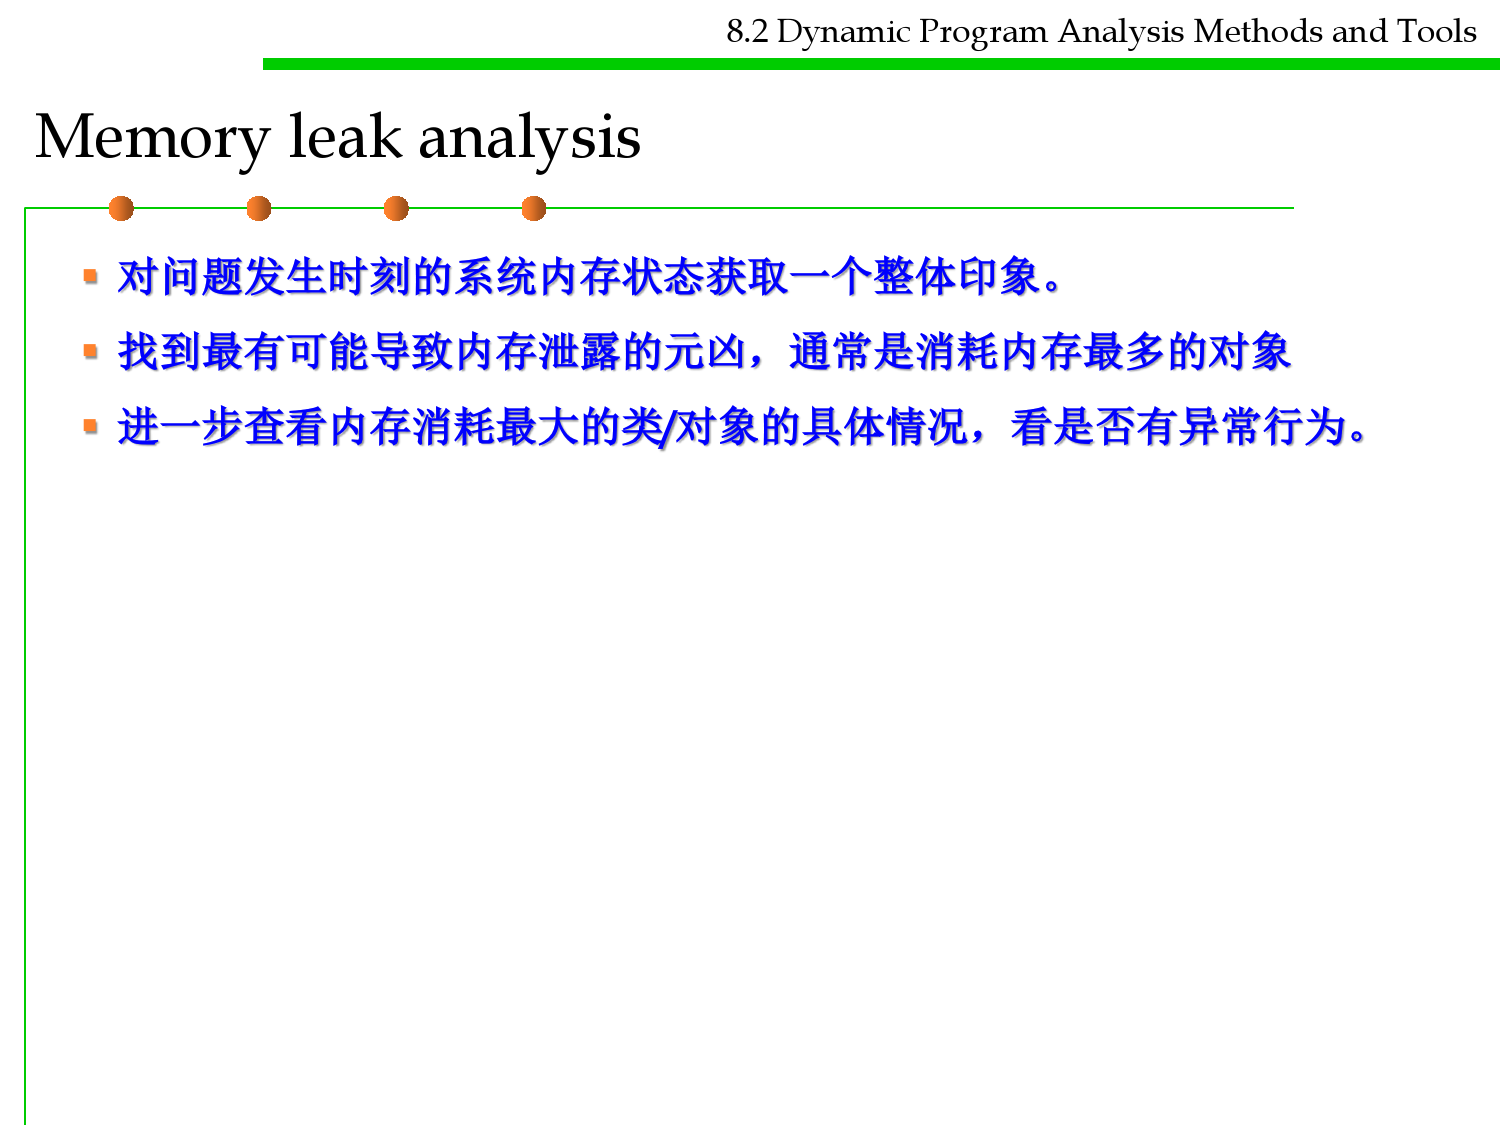 8.2 Dynamic Program Analysis Methods and Tools
Memory leak analysis
对问题发生时刻的系统内存状态获取一个整体印象。
找到最有可能导致内存泄露的元凶，通常是消耗内存最多的对象
进一步查看内存消耗最大的类/对象的具体情况，看是否有异常行为。